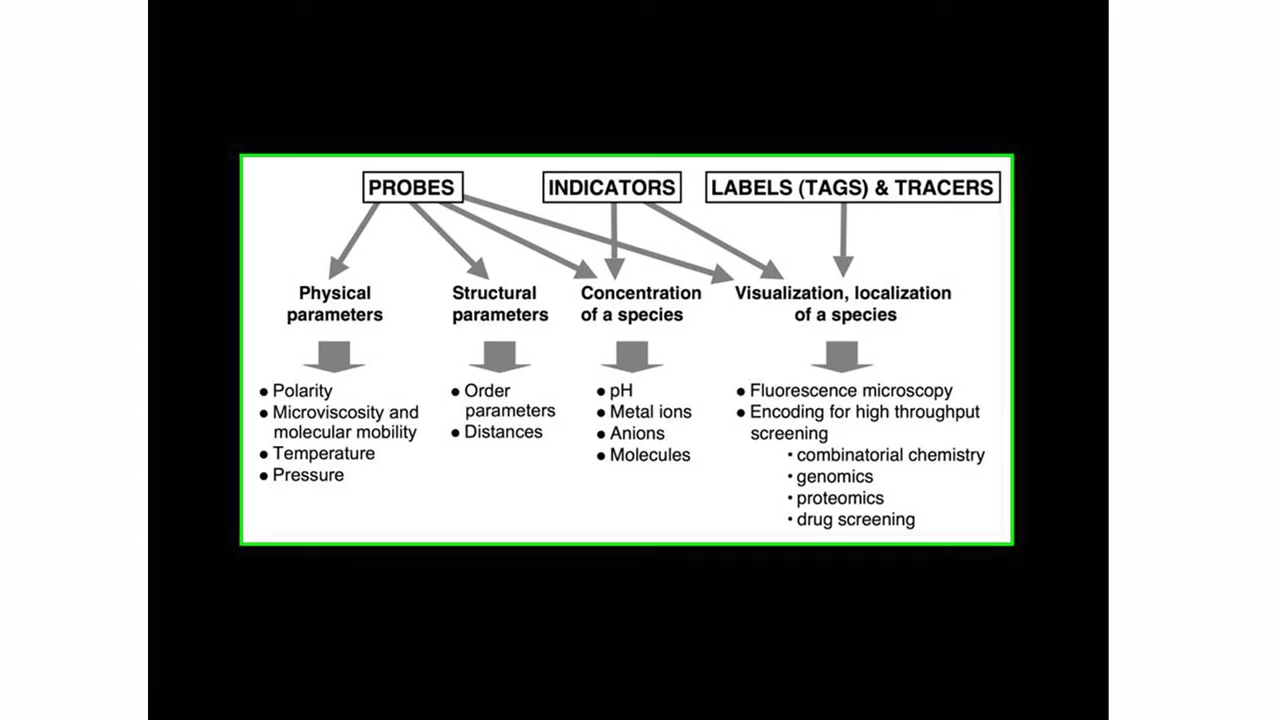 PROBES
INDICATORS
LABELS (TAGS) & TRACERS
Physical
parameters
Structural
parameters
Concentration
of a species
Visualization, localization
of a species
● Polarity
● Microviscosity and
molecular mobility
● Temperature
● Pressure
● Order
parameters
● Distances
● pH
● Metal ions
● Anions
● Molecules
● Fluorescence microscopy
● Encoding for high throughput
screening
• combinatorial chemistry
• genomics
• proteomics
• drug screening